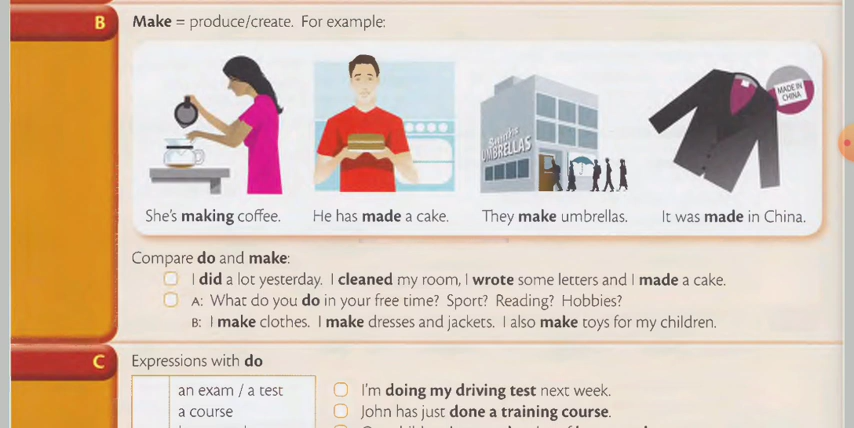 B
Make = produce/create. For example:
UMBRELLAS
MADE IN
CHINA
She's making coffee.
He has made a cake.
They make umbrellas.
It was made in China.
Compare do and make:
I did a lot yesterday. I cleaned my room, I wrote some letters and I made a cake.
A: What do you do in your free time? Sport? Reading? Hobbies?
B: I make clothes. I make dresses and jackets. I also make toys for my children.
C
Expressions with do
an exam / a test
a course
I'm doing my driving test next week.
John has just done a training course.